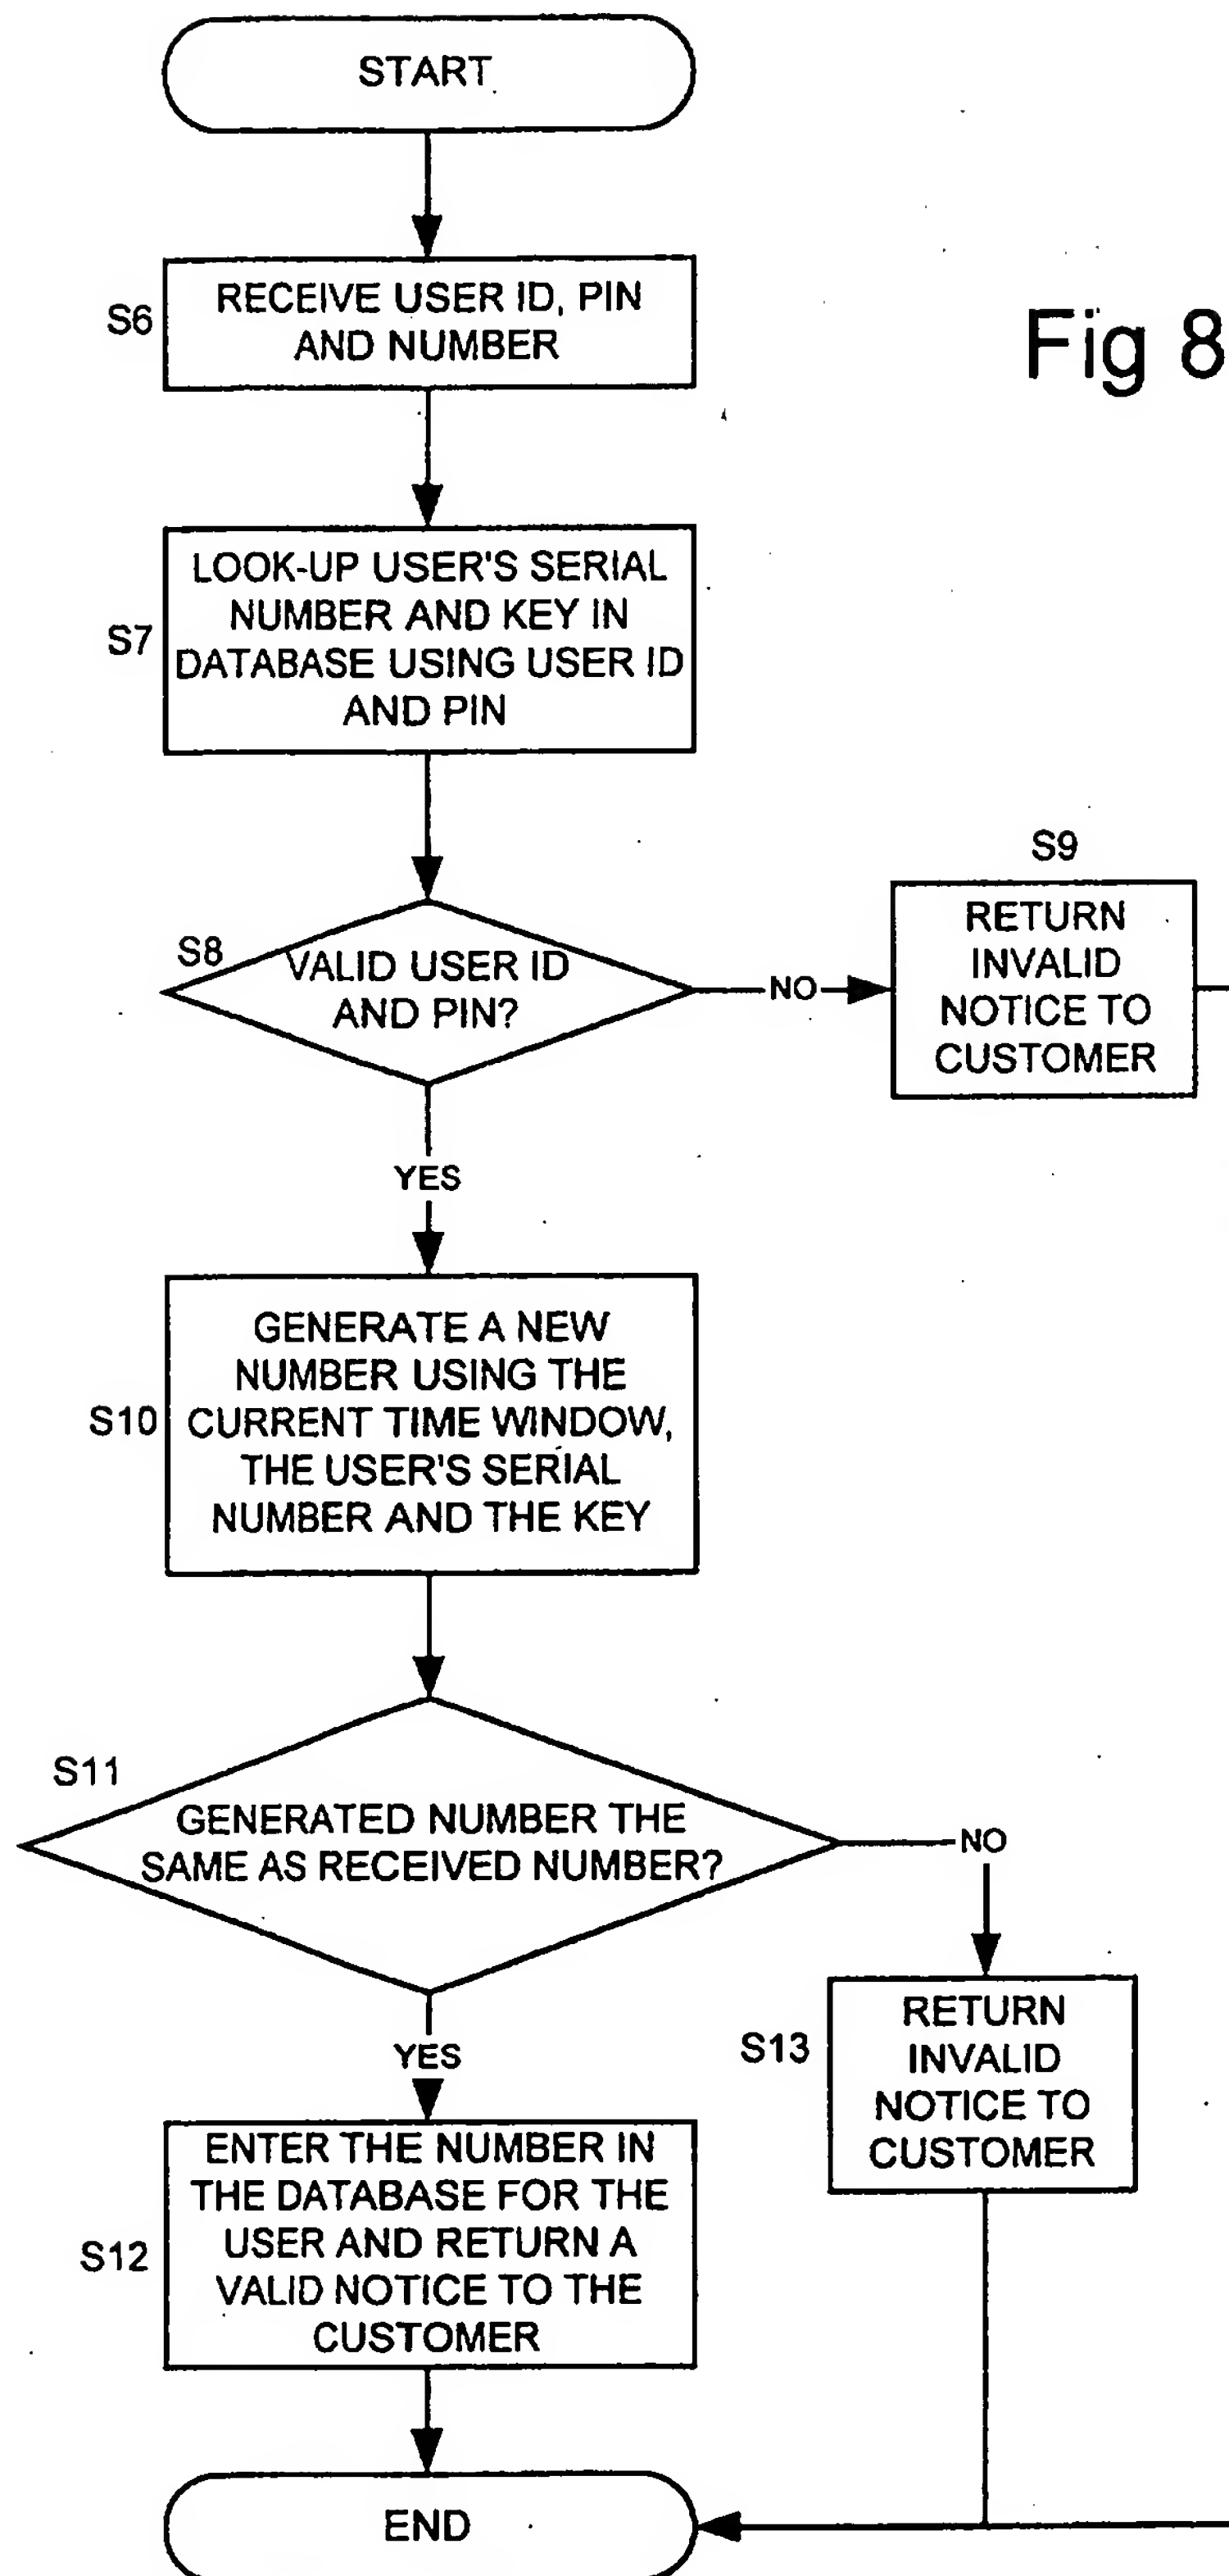 START
S6
RECEIVE USER ID, PIN
AND NUMBER
Fig 8
S7
LOOK-UP USER'S SERIAL
NUMBER AND KEY IN
DATABASE USING USER ID
AND PIN
S8
VALID USER ID
AND PIN?
NO
S9
RETURN
INVALID
NOTICE TO
CUSTOMER
YES
S10
GENERATE A NEW
NUMBER USING THE
CURRENT TIME WINDOW,
THE USER'S SERIAL
NUMBER AND THE KEY
S11
GENERATED NUMBER THE
SAME AS RECEIVED NUMBER?
NO
S13
RETURN
INVALID
NOTICE TO
CUSTOMER
YES
S12
ENTER THE NUMBER IN
THE DATABASE FOR THE
USER AND RETURN A
VALID NOTICE TO THE
CUSTOMER
END